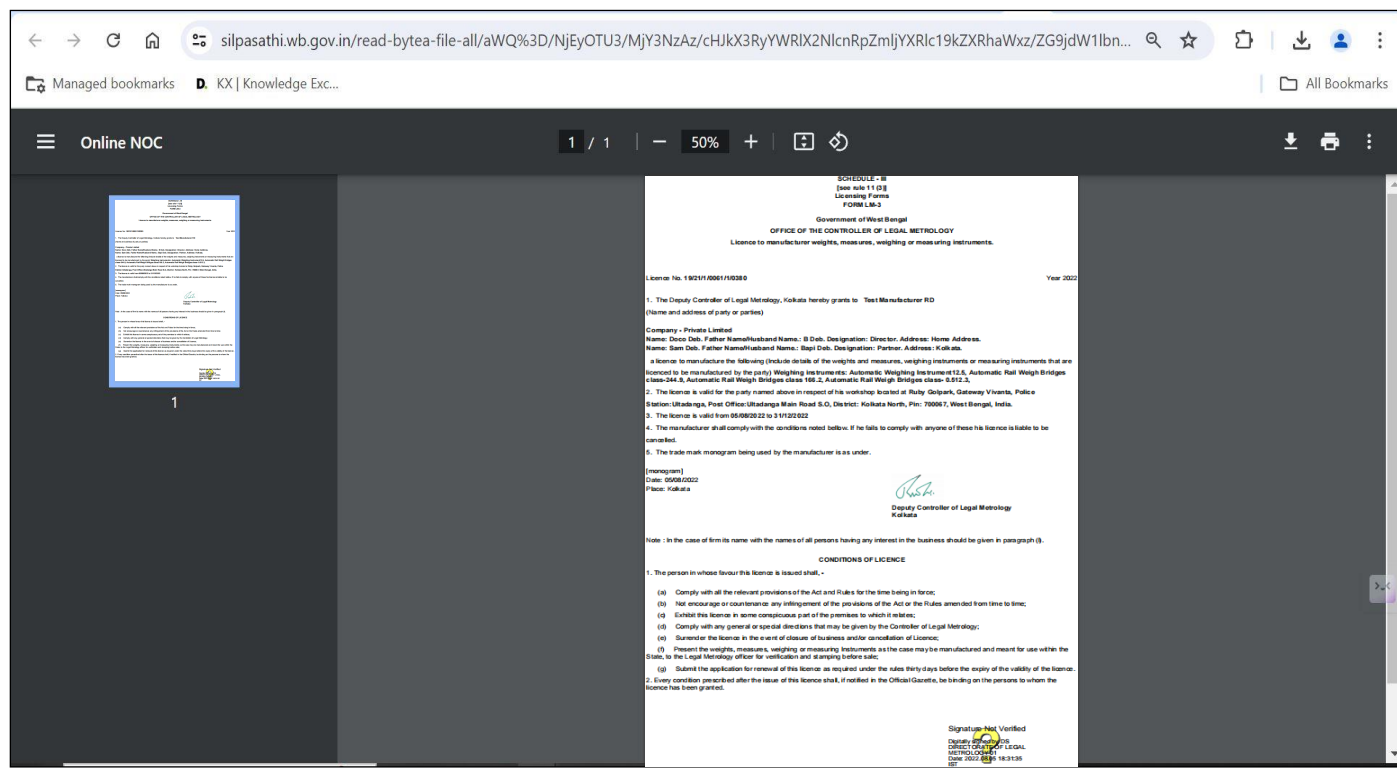 silpasathi.wb.gov.in/read-bytea-file-all/aWQ%3D/NjEyOTU3/MjY3NzAz/cHJkX3RyYWRlX2NlcnRpZmljYXRlc19kZXRhaWxz/ZG9jdW1lbn...
Managed bookmarks D. KX | Knowledge Exc... All Bookmarks
Online NOC 1 / 1 50%
1
SCHEDULE - III
[see rule 11 (3)]
Licensing Forms
FORM LM-3
Government of West Bengal
OFFICE OF THE CONTROLLER OF LEGAL METROLOGY
Licence to manufacturer weights, measures, weighing or measuring instruments.
Licence No. 19/21/1/0061/1/0380 Year 2022
1. The Deputy Controller of Legal Metrology, Kolkata hereby grants to Test Manufacturer RD
(Name and address of party or parties)
Company - Private Limited
Name: Doco Deb. Father Name/Husband Name.: B Deb. Designation: Director. Address: Home Address.
Name: Sam Deb. Father Name/Husband Name.: Bapi Deb. Designation: Partner. Address: Kolkata.
a licence to manufacture the following (Include details of the weights and measures, weighing instruments or measuring instruments that are
licenced to be manufactured by the party) Weighing instruments: Automatic Weighing Instrument12.5, Automatic Rail Weigh Bridges
class-244.9, Automatic Rail Weigh Bridges class 166.2, Automatic Rail Weigh Bridges class- 0.512.3,
2. The licence is valid for the party named above in respect of his workshop located at Ruby Golpark, Gateway Vivanta, Police
Station: Ultadanga, Post Office: Ultadanga Main Road S.O, District: Kolkata North, Pin: 700067, West Bengal, India.
3. The licence is valid from 05/08/2022 to 31/12/2022
4. The manufacturer shall comply with the conditions noted bellow. If he fails to comply with anyone of these his licence is liable to be
cancelled.
5. The trade mark monogram being used by the manufacturer is as under.
[monogram]
Date: 05/08/2022
Place: Kolkata
Deputy Controller of Legal Metrology
Kolkata
Note : In the case of firm its name with the names of all persons having any interest in the business should be given in paragraph (I).
CONDITIONS OF LICENCE
1. The person in whose favour this licence is issued shall, -
(a) Comply with all the relevant provisions of the Act and Rules for the time being in force;
(b) Not encourage or countenance any infringement of the provisions of the Act or the Rules amended from time to time;
(c) Exhibit this licence in some conspicuous part of the premises to which it relates;
(d) Comply with any general or special directions that may be given by the Controller of Legal Metrology;
(e) Surrender the licence in the event of closure of business and/or cancellation of Licence;
(f) Present the weights, measures, weighing or measuring Instruments as the case may be manufactured and meant for use within the
State, to the Legal Metrology officer for verification and stamping before sale;
(g) Submit the application for renewal of this licence as required under the rules thirty days before the expiry of the validity of the licence.
2. Every condition prescribed after the issue of this licence shall, if notified in the Official Gazette, be binding on the persons to whom the
licence has been granted.
Signature Not Verified
Digitally signed by DS
DIRECTORATE OF LEGAL
METROLOGY 01
Date: 2022.08.05 18:31:35
IST